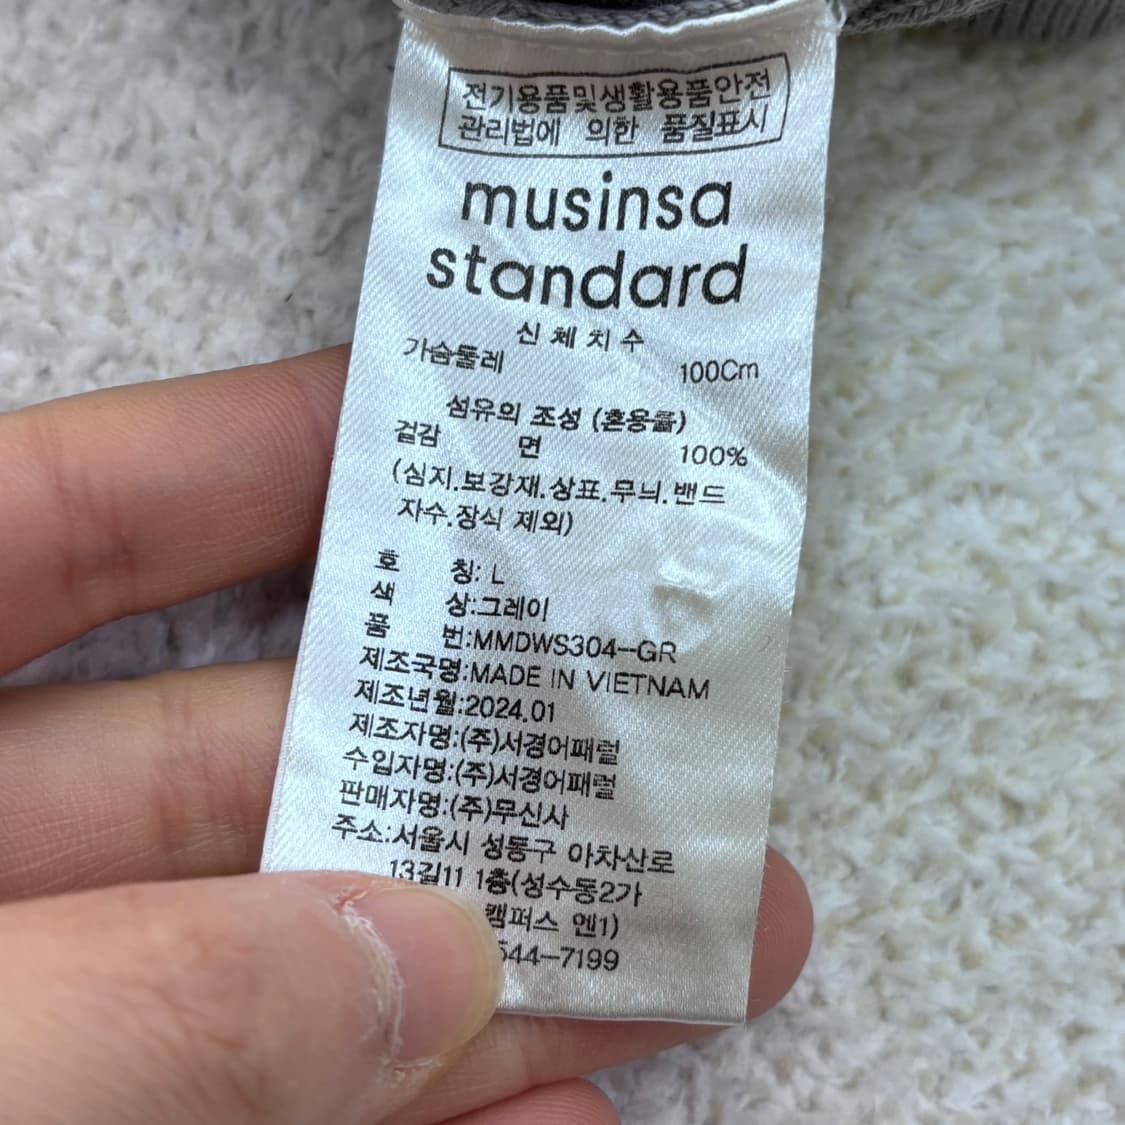 전기용품및생활용품안전
관리법에 의한 품질표시
musinsa
standard
신체치수
가슴둘레 100Cm
섬유의 조성 (혼용률)
겉감 면 100%
(심지.보강재.상표.무늬.밴드
자수.장식 제외)
호 칭: L
색 상:그레이
품 번:MMDWS304-GR
제조국명:MADE IN VIETNAM
제조년월:2024.01
제조자명:(주)서경어패럴
수입자명:(주)서경어패럴
판매자명:(주)무신사
주소:서울시 성동구 아차산로
13길11 1층(성수동2가
캠퍼스 엔1)
544-7199